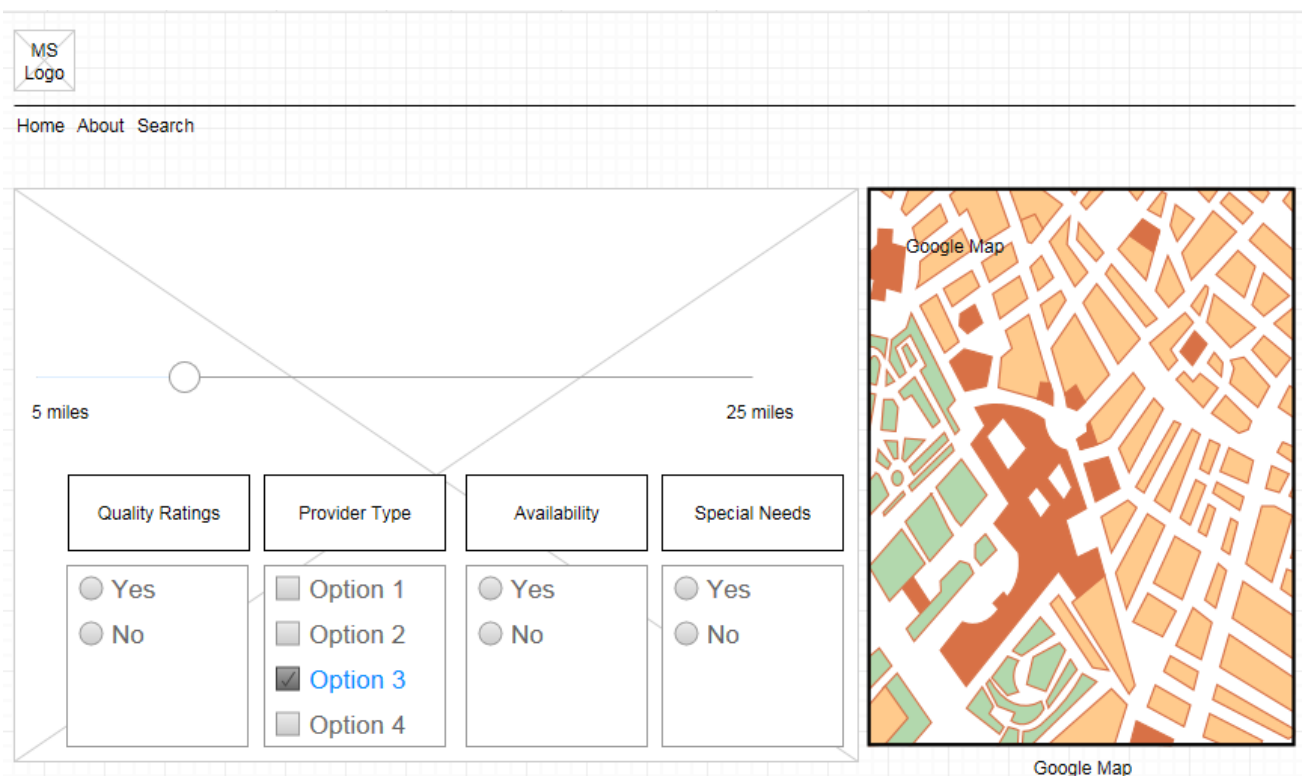 MS
Logo
Home About Search
Google Map
5 miles 25 miles
Quality Ratings Provider Type Availability Special Needs
Yes Option 1 Yes Yes
No Option 2 No No
Option 3
Option 4
Google Map